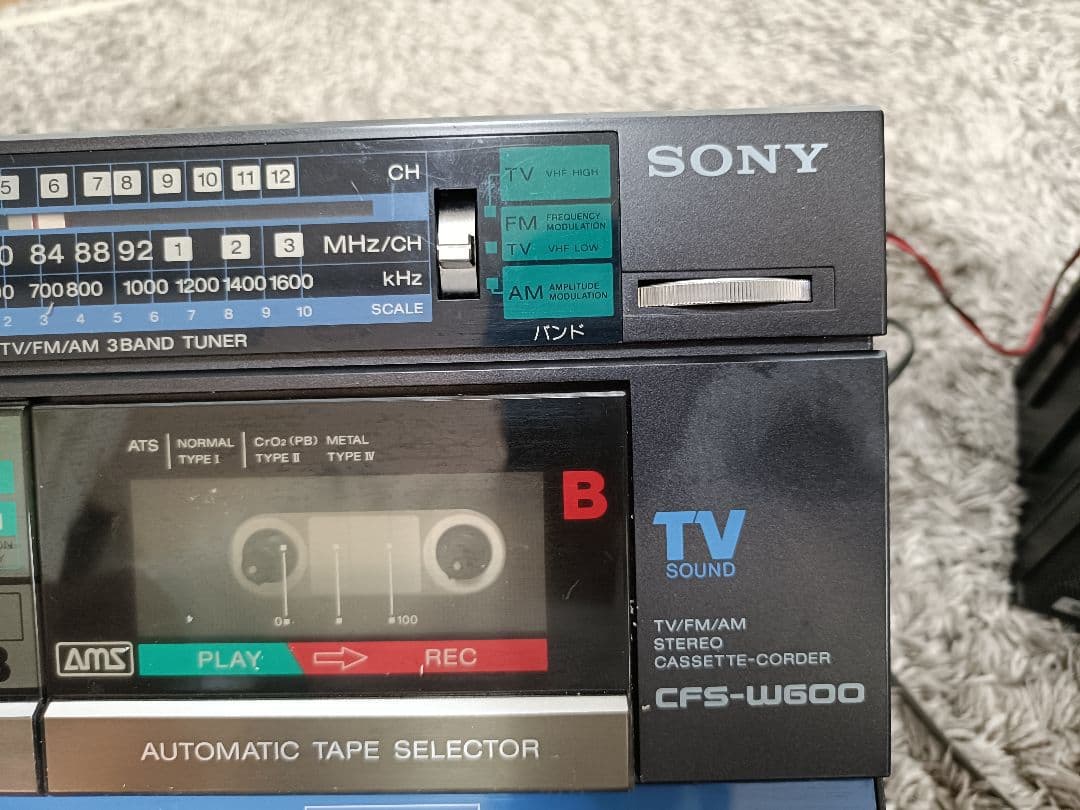 5 6 7 8 9 10 11 12 CH
84 88 92 1 2 3 MHz/CH
700 800 1000 1200 1400 1600 kHz
2 3 4 5 6 7 8 9 10 SCALE
TV/FM/AM 3BAND TUNER
TV VHF HIGH
FM FREQUENCY MODULATION
TV VHF LOW
AM AMPLITUDE MODULATION
バンド
SONY
ATS NORMAL CrO2 (PB) METAL
TYPE I TYPE II TYPE IV
B
0 100
AMS PLAY REC
AUTOMATIC TAPE SELECTOR
TV
SOUND
TV/FM/AM
STEREO
CASSETTE-CORDER
CFS-W600